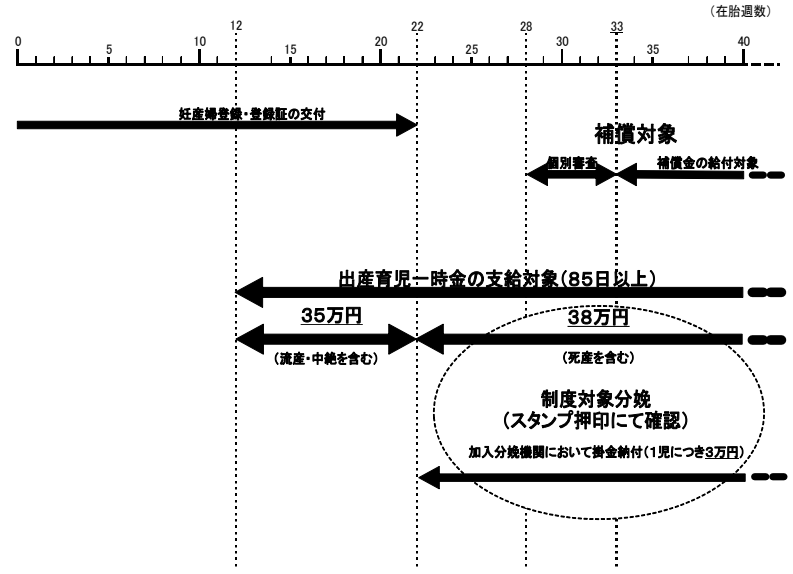 （在胎週数）
12 22 28 33
0 5 10 15 20 25 30 35 40
妊産婦登録・登録証の交付
補償対象
個別審査 補償金の給付対象
出産育児一時金の支給対象（85日以上）
35万円 38万円
（流産・中絶を含む） （死産を含む）
制度対象分娩
（スタンプ押印にて確認）
加入分娩機関において掛金納付（1児につき3万円）